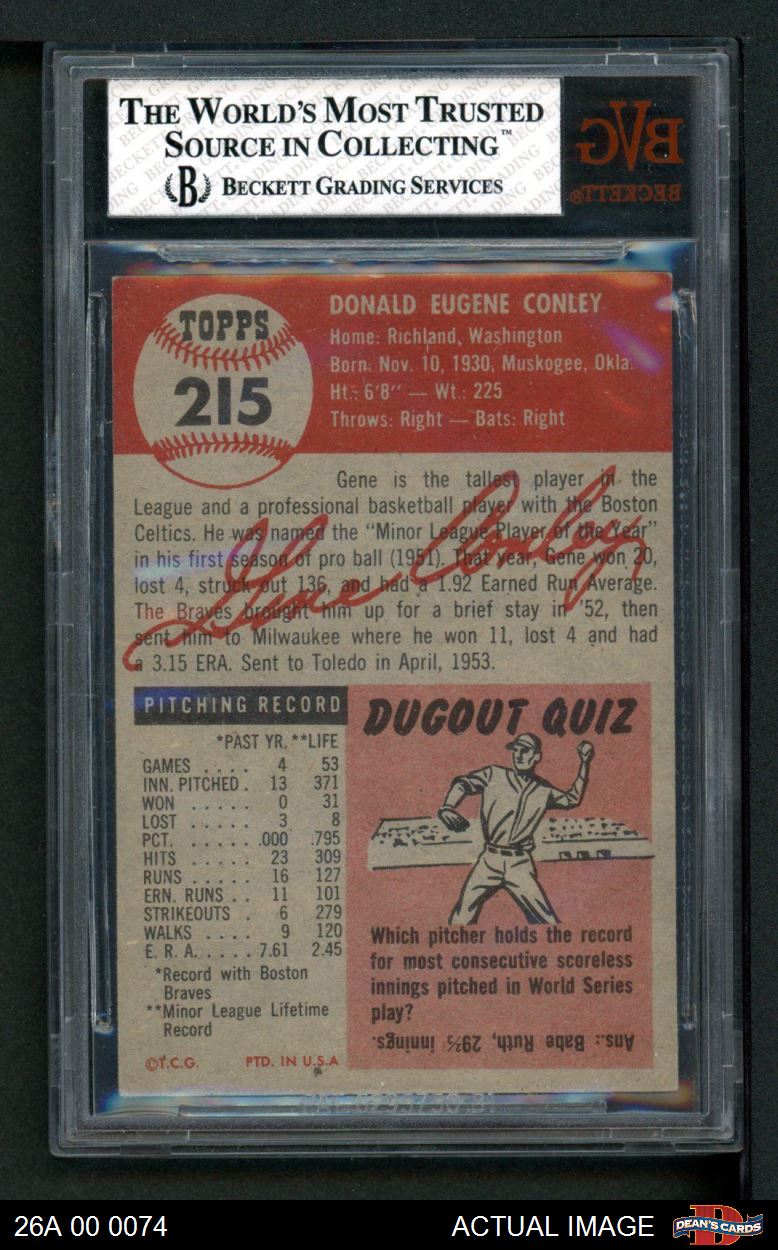 THE WORLD'S MOST TRUSTED
SOURCE IN COLLECTING™
B BECKETT GRADING SERVICES
BVG
BECKETT®
TOPPS
215
DONALD EUGENE CONLEY
Home: Richland, Washington
Born: Nov. 10, 1930, Muskogee, Okla.
Ht.: 6'8" — Wt.: 225
Throws: Right — Bats: Right
Gene is the tallest player in the
League and a professional basketball player with the Boston
Celtics. He was named the "Minor League Player of the Year"
in his first season of pro ball (1951). That year, Gene won 20,
lost 4, struck out 136, and had a 1.92 Earned Run Average.
The Braves brought him up for a brief stay in '52, then
sent him to Milwaukee where he won 11, lost 4 and had
a 3.15 ERA. Sent to Toledo in April, 1953.
Gene Conley
PITCHING RECORD
*PAST YR. **LIFE
GAMES . . . . 4 53
INN. PITCHED . 13 371
WON . . . . . 0 31
LOST . . . . . 3 8
PCT. . . . . . .000 .795
HITS . . . . . 23 309
RUNS . . . . . 16 127
ERN. RUNS . . 11 101
STRIKEOUTS . 6 279
WALKS . . . . 9 120
E. R. A. . . . . 7.61 2.45
*Record with Boston
Braves
**Minor League Lifetime
Record
©T.C.G. PTD. IN U.S.A
DUGOUT QUIZ
Which pitcher holds the record
for most consecutive scoreless
innings pitched in World Series
play?
Ans.: Babe Ruth, 29⅔ innings.
26A 00 0074
ACTUAL IMAGE
D
DEAN'S CARDS